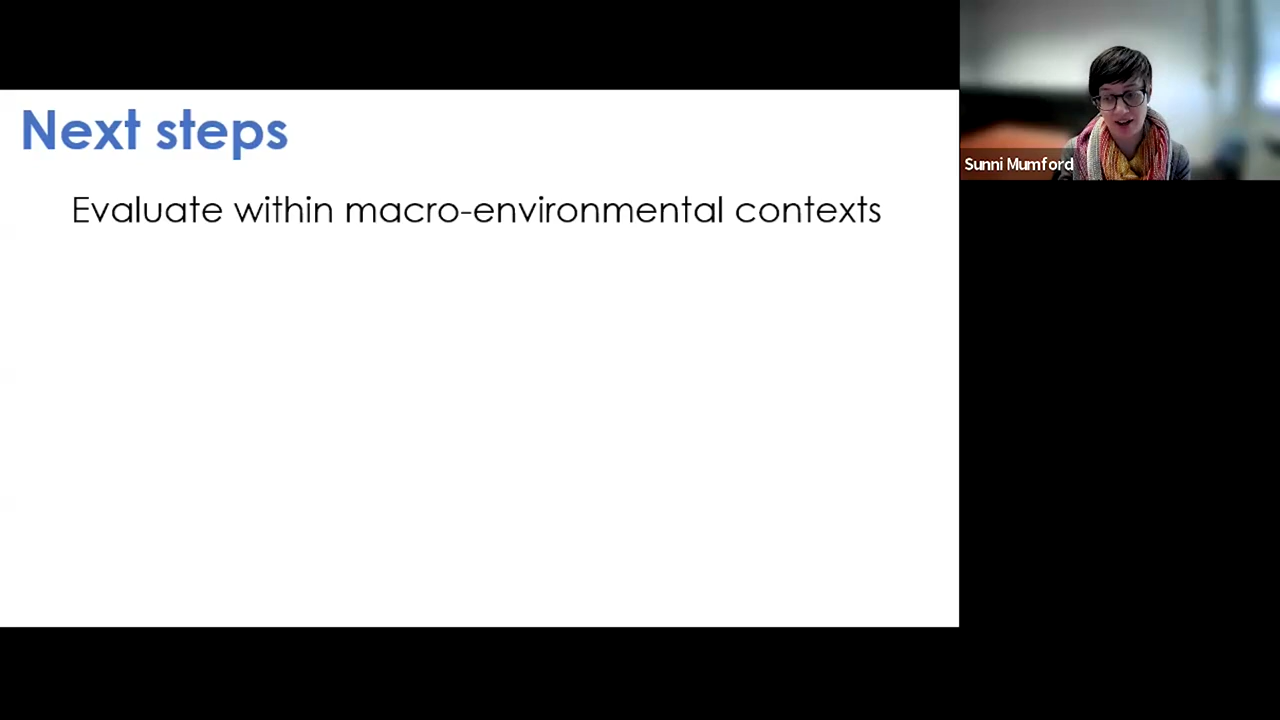 Next steps
Evaluate within macro-environmental contexts
Sunni Mumford